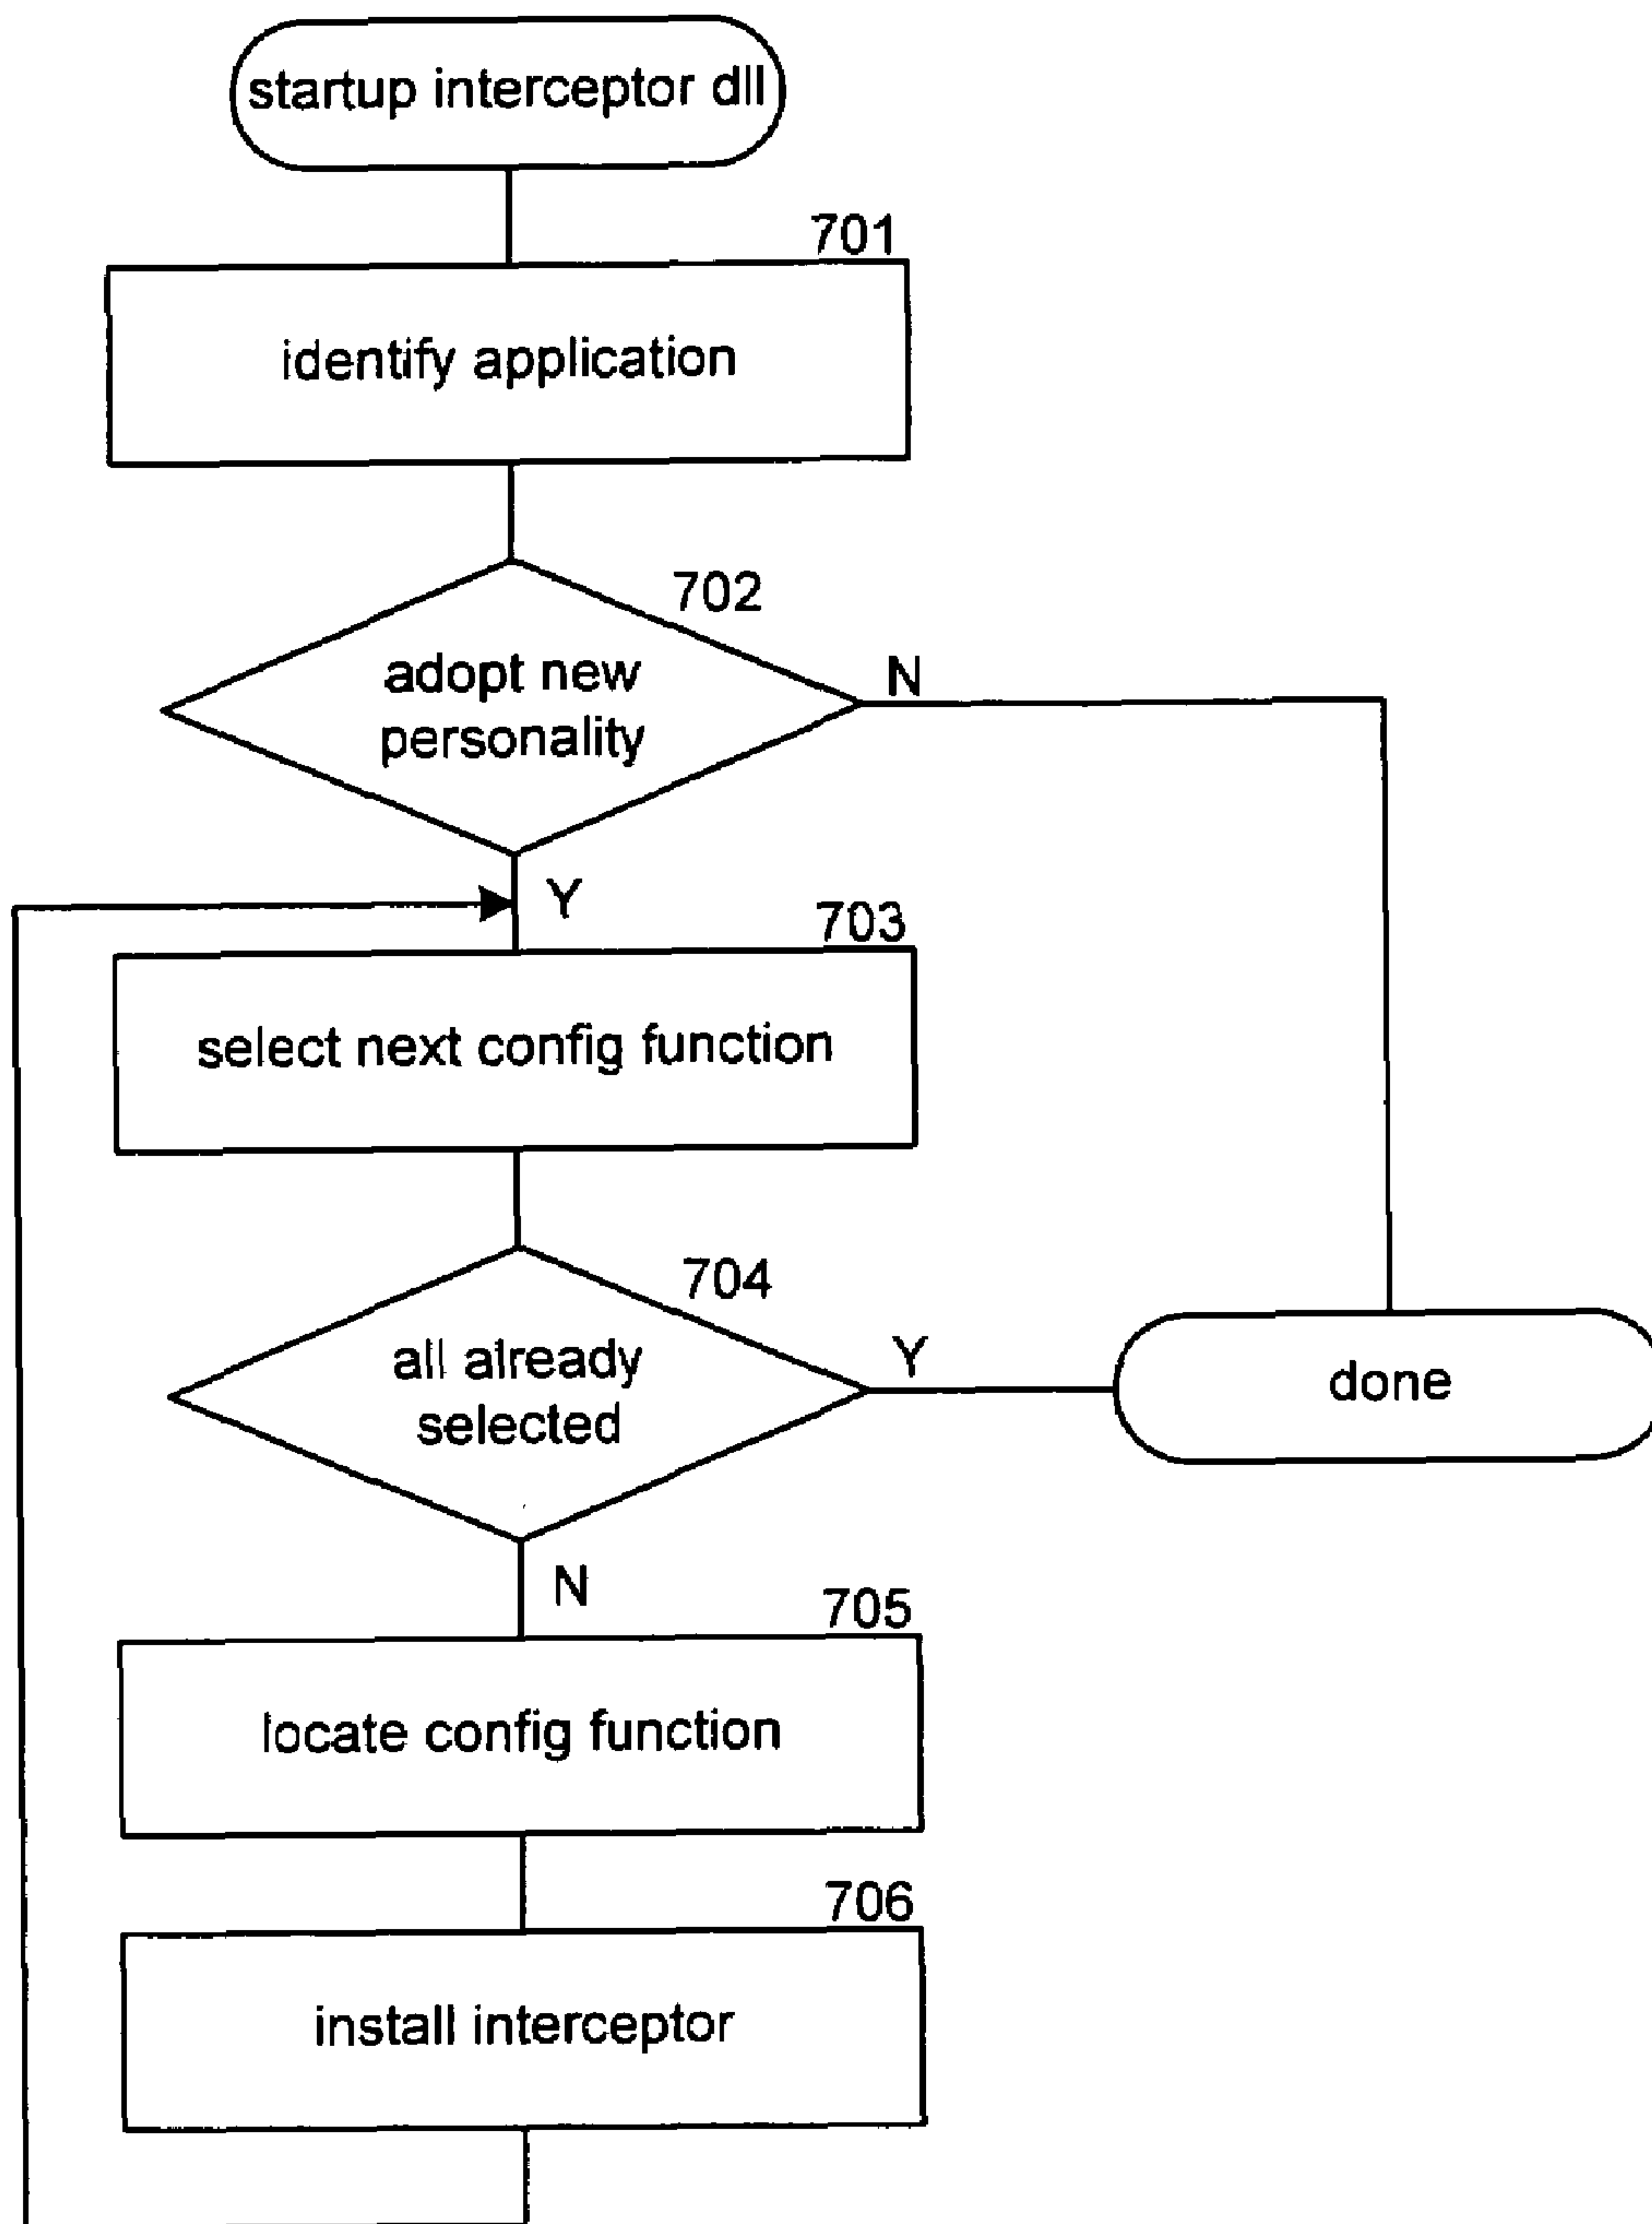 startup interceptor dll
701
identify application
702
adopt new
personality
N
Y
703
select next config function
704
all already
selected
Y
done
N
705
locate config function
706
install interceptor